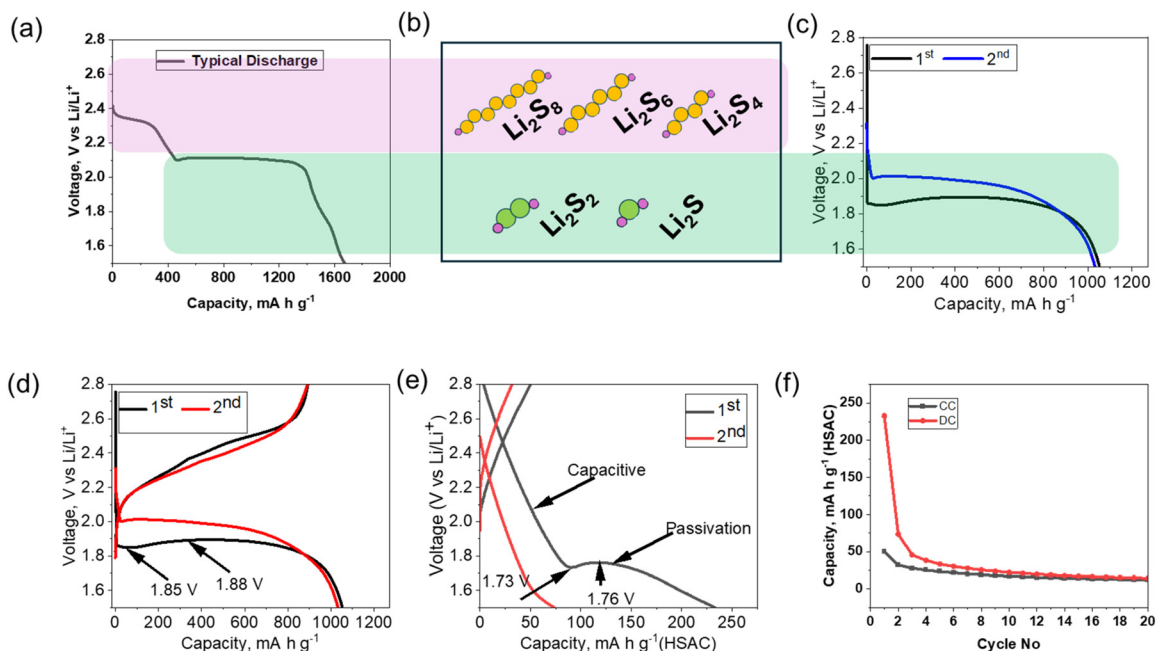 (a)
2.8
2.6
2.4
2.2
2.0
1.8
1.6
Voltage, V vs Li/Li⁺
Typical Discharge
0 400 800 1200 1600 2000
Capacity, mA h g⁻¹
(b)
Li₂S₈
Li₂S₆
Li₂S₄
Li₂S₂
Li₂S
(c)
2.8
2.6
2.4
2.2
2.0
1.8
1.6
Voltage, V vs Li/Li⁺
1ˢᵗ 2ⁿᵈ
0 400 800 1200
Capacity, mA h g⁻¹
(d)
2.8
2.6
2.4
2.2
2.0
1.8
1.6
Voltage, V vs Li/Li⁺
1ˢᵗ 2ⁿᵈ
1.85 V
1.88 V
0 200 400 600 800 1000 1200
Capacity, mA h g⁻¹
(e)
2.8
2.6
2.4
2.2
2.0
1.8
1.6
Voltage (V vs Li/Li⁺)
1ˢᵗ
2ⁿᵈ
Capacitive
Passivation
1.73 V
1.76 V
0 50 100 150 200 250
Capacity, mA h g⁻¹(HSAC)
(f)
250
225
200
175
150
125
100
75
50
25
0
Capacity, mA h g⁻¹ (HSAC)
CC
DC
0 2 4 6 8 10 12 14 16 18 20
Cycle No